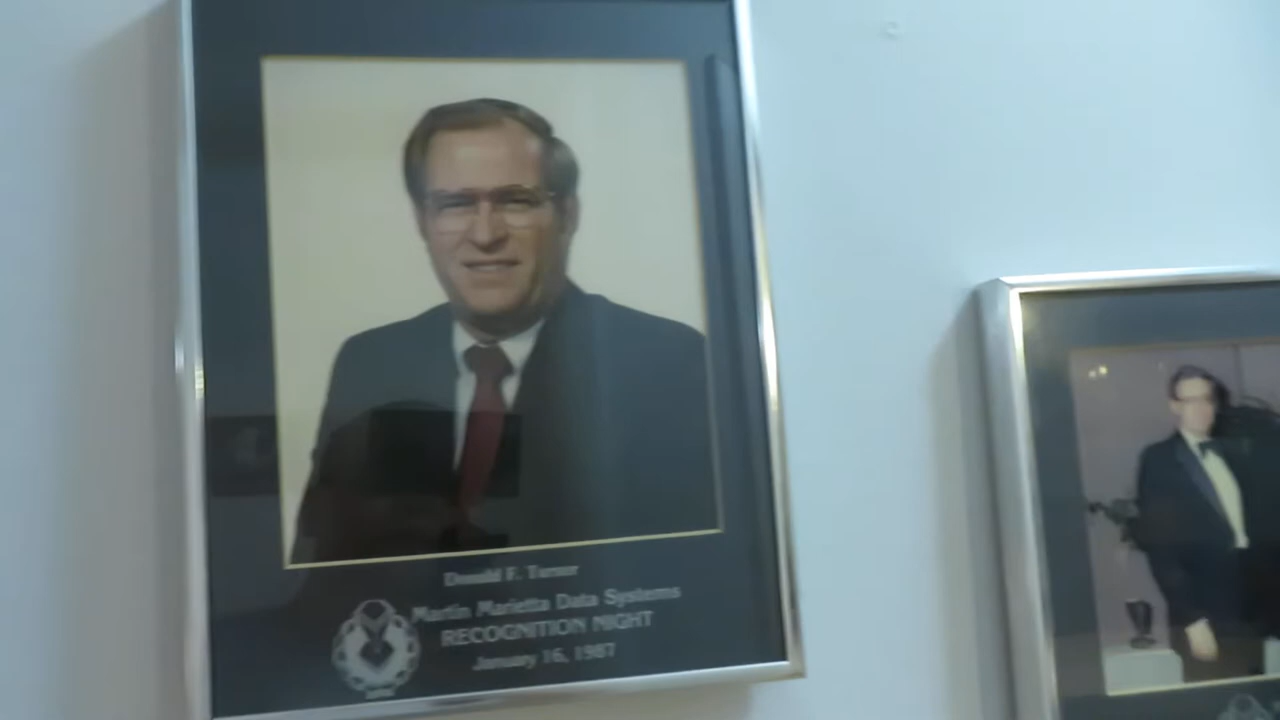 Donald F. Turner
Martin Marietta Data Systems
RECOGNITION NIGHT
January 16, 1987